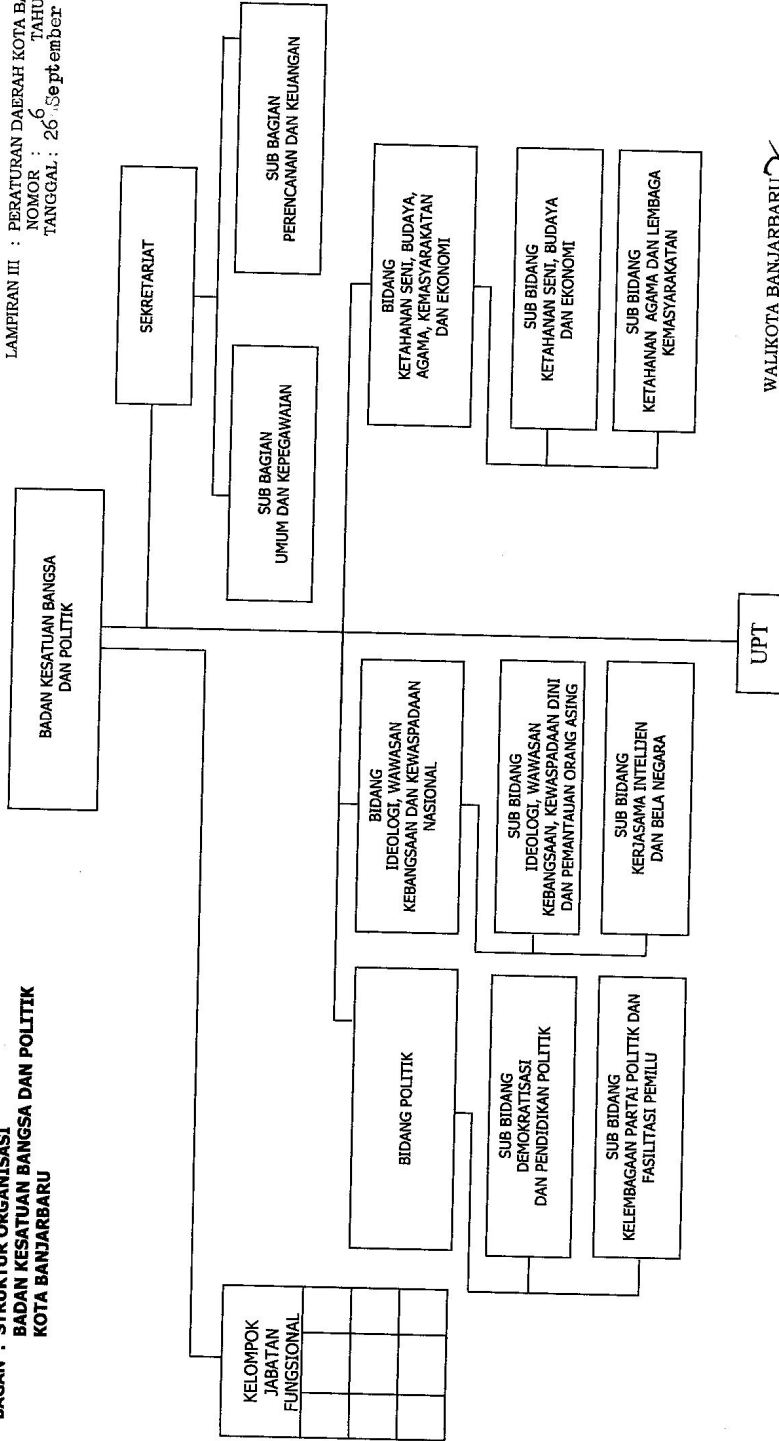 BAGAN : STRUKTUR ORGANISASI
BADAN KESATUAN BANGSA DAN POLITIK
KOTA BANJARBARU
LAMPIRAN III : PERATURAN DAERAH KOTA
NOMOR : 6
TANGGAL : 26 September
BADAN KESATUAN BANGSA
DAN POLITIK
SEKRETARIAT
SUB BAGIAN
UMUM DAN KEPEGAWAIAN
SUB BAGIAN
PERENCANAN DAN KEUANGAN
KELOMPOK
JABATAN
FUNGSIONAL
BIDANG POLITIK
SUB BIDANG
DEMOKRATISASI
DAN PENDIDIKAN POLITIK
SUB BIDANG
KELEMBAGAAN PARTAI POLITIK DAN
FASILITASI PEMILU
BIDANG
IDEOLOGI, WAWASAN
KEBANGSAAN DAN KEWASPADAAN
NASIONAL
SUB BIDANG
IDEOLOGI, WAWASAN
KEBANGSAAN, KEWASPADAAN DINI
DAN PEMANTAUAN ORANG ASING
SUB BIDANG
KERJASAMA INTELIJEN
DAN BELA NEGARA
BIDANG
KETAHANAN SENI, BUDAYA,
AGAMA, KEMASYARAKATAN
DAN EKONOMI
SUB BIDANG
KETAHANAN SENI, BUDAYA
DAN EKONOMI
SUB BIDANG
KETAHANAN AGAMA DAN LEMBAGA
KEMASYARAKATAN
UPT
WALIKOTA BANJARBARU